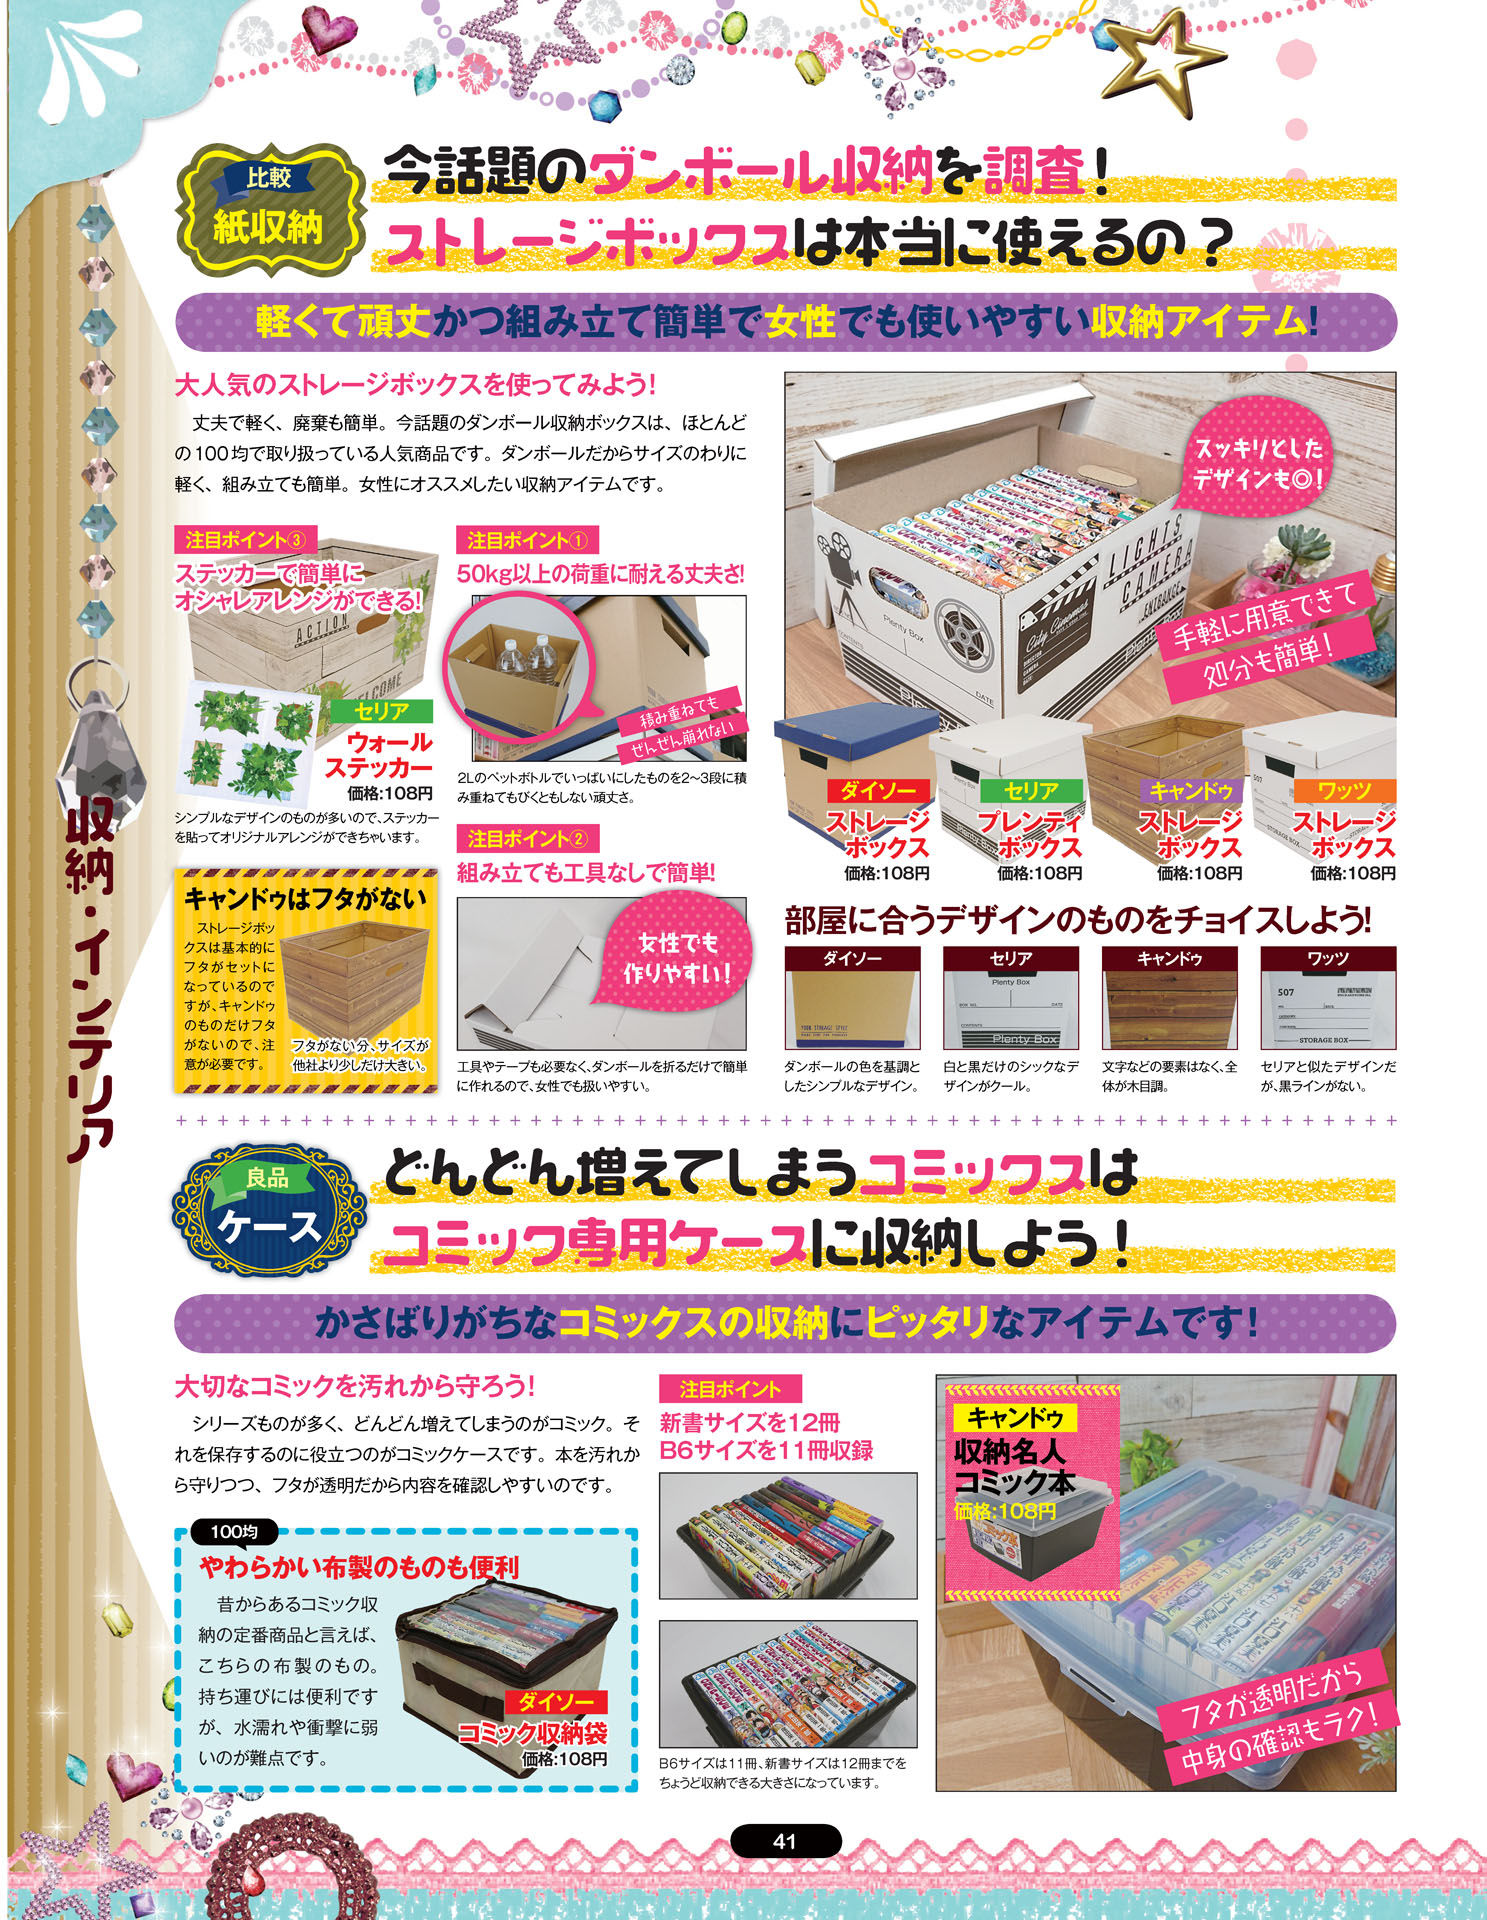 比較
紙収納
今話題のダンボール収納を調査!
ストレージボックスは本当に使えるの?
軽くて頑丈かつ組み立て簡単で女性でも使いやすい収納アイテム!
大人気のストレージボックスを使ってみよう!
丈夫で軽く、廃棄も簡単。今話題のダンボール収納ボックスは、ほとんど
の100均で取り扱っている人気商品です。ダンボールだからサイズのわりに
軽く、組み立ても簡単。女性にオススメしたい収納アイテムです。
注目ポイント③
ステッカーで簡単に
オシャレアレンジができる!
ACTION
WELCOME
セリア
ウォール
ステッカー
価格:108円
シンプルなデザインのものが多いので、ステッカー
を貼ってオリジナルアレンジができちゃいます。
注目ポイント①
50kg以上の荷重に耐える丈夫さ!
積み重ねても
ぜんぜん崩れない
2Lのペットボトルでいっぱいにしたものを2〜3段に積
み重ねてもびくともしない頑丈さ。
注目ポイント②
組み立ても工具なしで簡単!
女性でも
作りやすい!
工具やテープも必要なく、ダンボールを折るだけで簡単
に作れるので、女性でも扱いやすい。
キャンドゥはフタがない
ストレージボッ
クスは基本的に
フタがセットに
なっているので
すが、キャンドゥ
のものだけフタ
がないので、注
意が必要です。
フタがない分、サイズが
他社より少しだけ大きい。
スッキリとした
デザインも◎!
LIGHTS
CAMERA
ENTRANCE
City Cinemas
Plenty Box
CONTENTS
DATE
手軽に用意できて
処分も簡単!
ダイソー
ストレージ
ボックス
価格:108円
セリア
プレンティ
ボックス
価格:108円
キャンドゥ
ストレージ
ボックス
価格:108円
ワッツ
ストレージ
ボックス
価格:108円
部屋に合うデザインのものをチョイスしよう!
ダイソー
YOUR STORAGE STYLE
ダンボールの色を基調と
したシンプルなデザイン。
セリア
Plenty Box
BOX NO.
DATE
CONTENTS
Plenty Box
白と黒だけのシックなデ
ザインがクール。
キャンドゥ
文字などの要素はなく、全
体が木目調。
ワッツ
507
STORAGE BOX
セリアと似たデザインだ
が、黒ラインがない。
収納・インテリア
良品
ケース
どんどん増えてしまうコミックスは
コミック専用ケースに収納しよう!
かさばりがちなコミックスの収納にピッタリなアイテムです!
大切なコミックを汚れから守ろう!
シリーズものが多く、どんどん増えてしまうのがコミック。そ
れを保存するのに役立つのがコミックケースです。本を汚れか
ら守りつつ、フタが透明だから内容を確認しやすいのです。
100均
やわらかい布製のものも便利
昔からあるコミック収
納の定番商品と言えば、
こちらの布製のもの。
持ち運びには便利です
が、水濡れや衝撃に弱
いのが難点です。
ダイソー
コミック収納袋
価格:108円
注目ポイント
新書サイズを12冊
B6サイズを11冊収録
B6サイズは11冊、新書サイズは12冊までを
ちょうど収納できる大きさになっています。
キャンドゥ
収納名人
コミック本
価格:108円
フタが透明だから
中身の確認もラク!
41